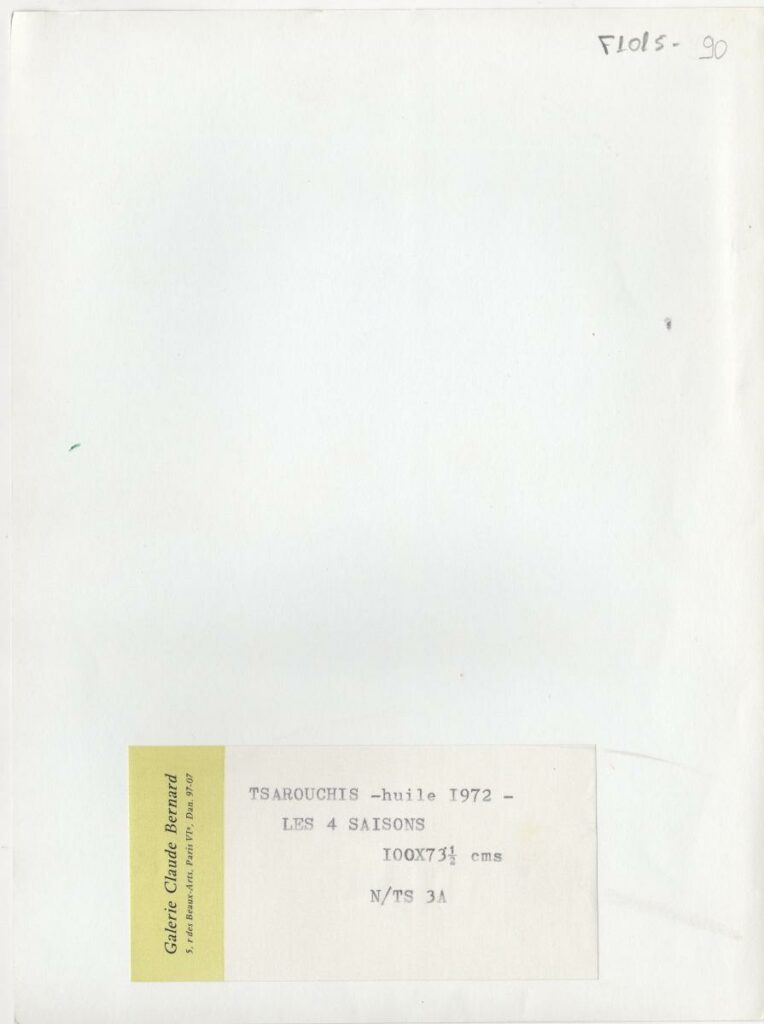 F1015- 90
TSAROUCHIS -huile I972 -
LES 4 SAISONS
I00X73½ cms
N/TS 3A
Galerie Claude Bernard
5, r des Beaux-Arts, Paris VIᵉ, Dan. 97-07